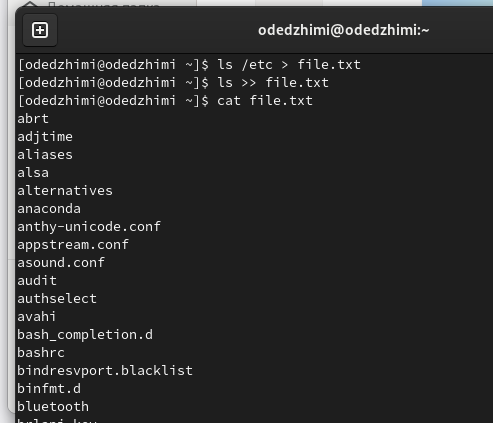 Домашняя папка
odedzhimi@odedzhimi:~
[odedzhimi@odedzhimi ~]$ ls /etc > file.txt
[odedzhimi@odedzhimi ~]$ ls >> file.txt
[odedzhimi@odedzhimi ~]$ cat file.txt
abrt
adjtime
aliases
alsa
alternatives
anaconda
anthy-unicode.conf
appstream.conf
asound.conf
audit
authselect
avahi
bash_completion.d
bashrc
bindresvport.blacklist
binfmt.d
bluetooth